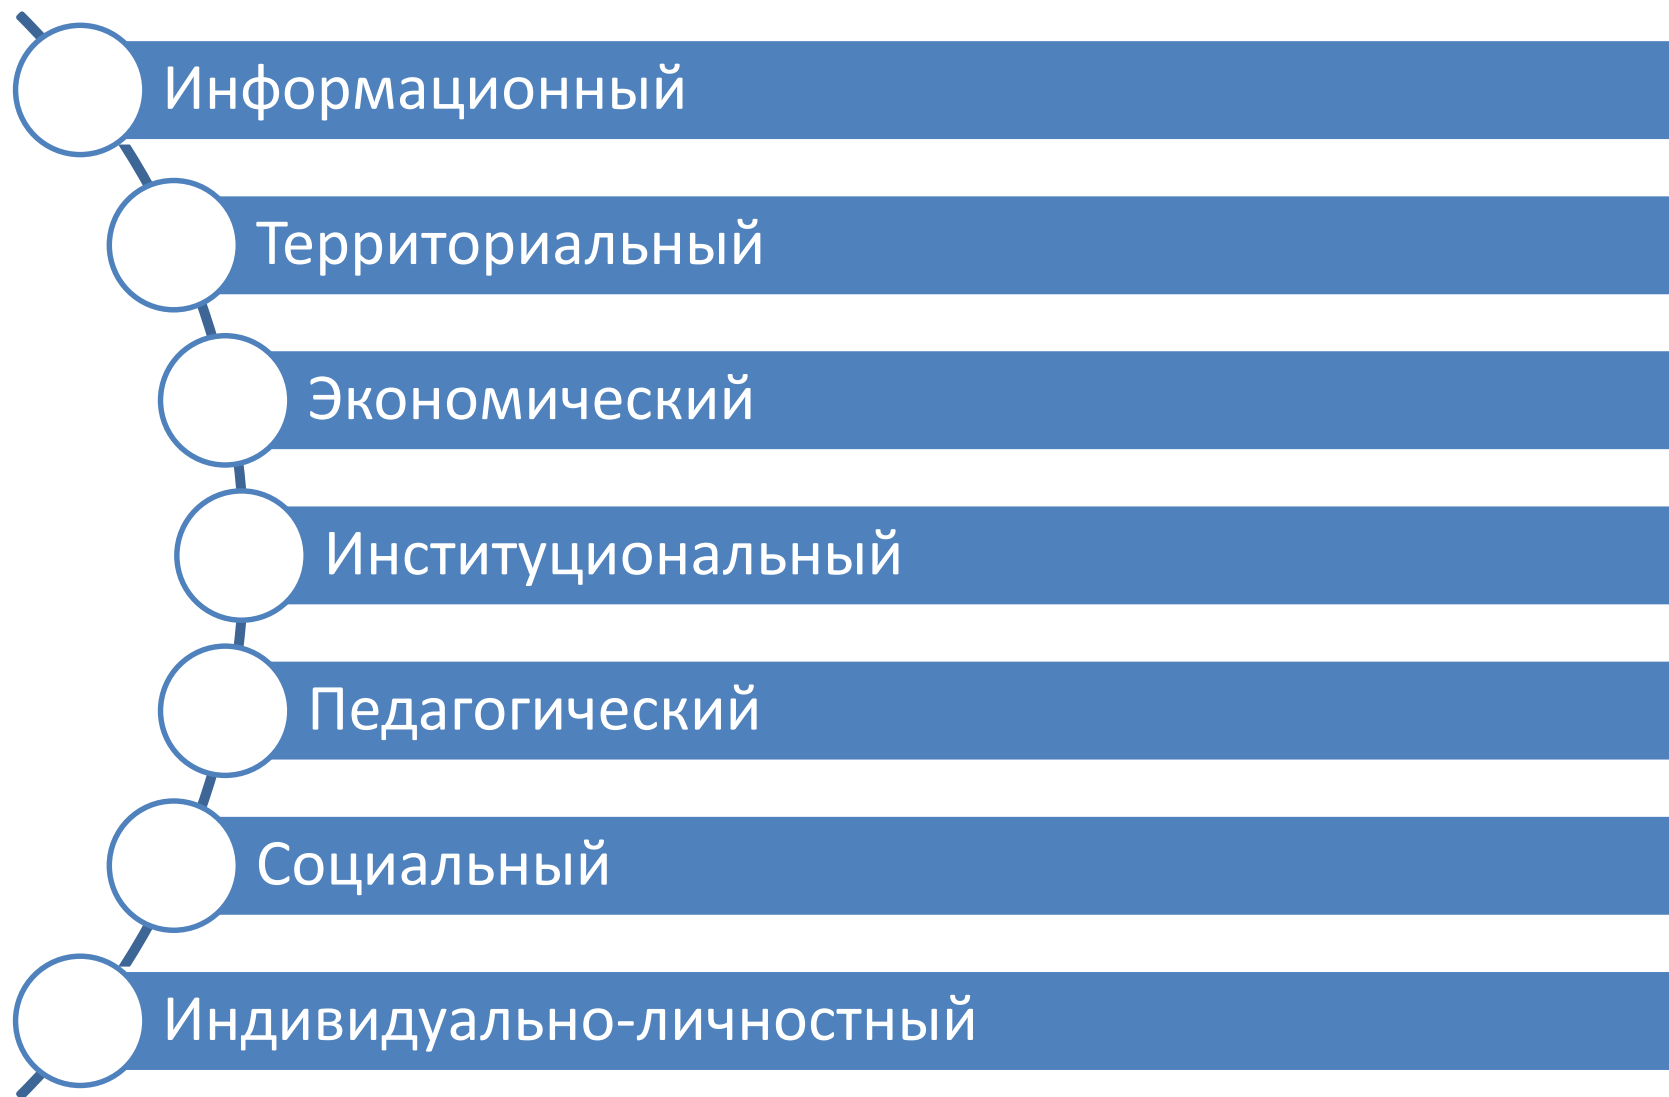 Информационный
Территориальный
Экономический
Институциональный
Педагогический
Социальный
Индивидуально-личностный